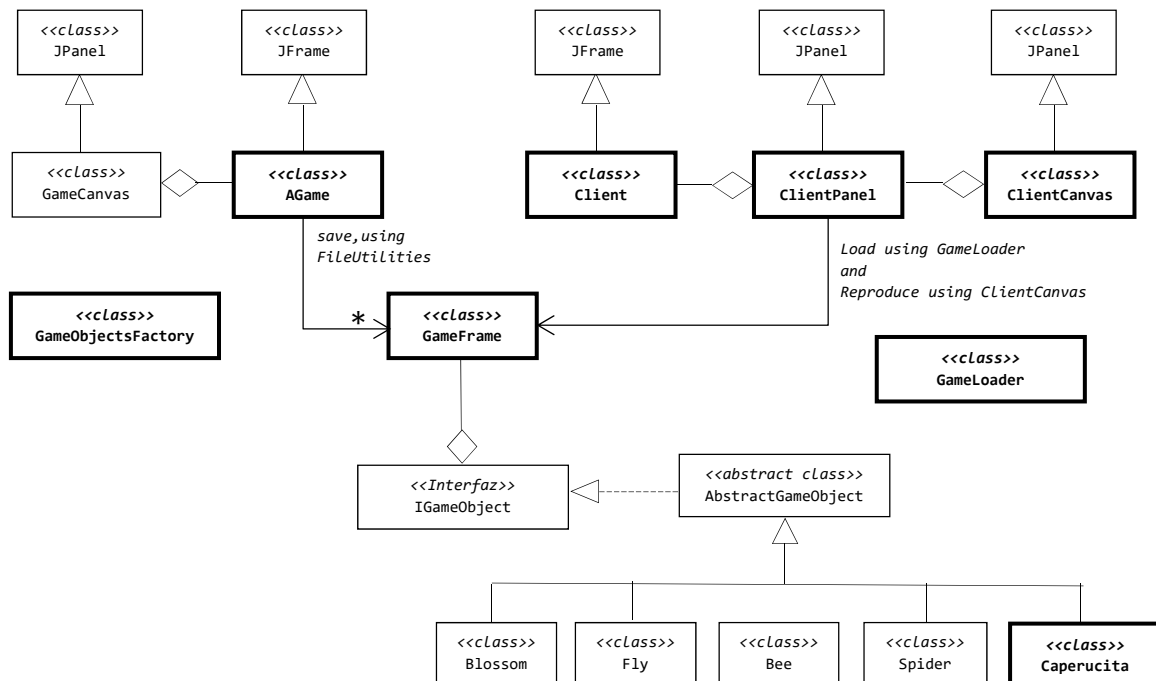 <<class>>
JPanel
<<class>>
JFrame
<<class>>
JFrame
<<class>>
JPanel
<<class>>
JPanel
<<class>>
GameCanvas
<<class>>
AGame
<<class>>
Client
<<class>>
ClientPanel
<<class>>
ClientCanvas
save,using
FileUtilities
Load using GameLoader
and
Reproduce using ClientCanvas
<<class>>
GameObjectsFactory
*
<<class>>
GameFrame
<<class>>
GameLoader
<<Interfaz>>
IGameObject
<<abstract class>>
AbstractGameObject
<<class>>
Blossom
<<class>>
Fly
<<class>>
Bee
<<class>>
Spider
<<class>>
Caperucita